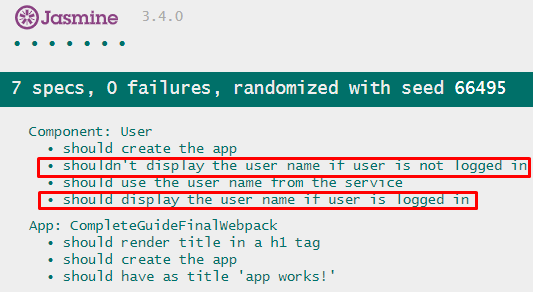 Jasmine 3.4.0
• • • • • • •
7 specs, 0 failures, randomized with seed 66495
Component: User
• should create the app
• shouldn't display the user name if user is not logged in
• should use the user name from the service
• should display the user name if user is logged in
App: CompleteGuideFinalWebpack
• should render title in a h1 tag
• should create the app
• should have as title 'app works!'